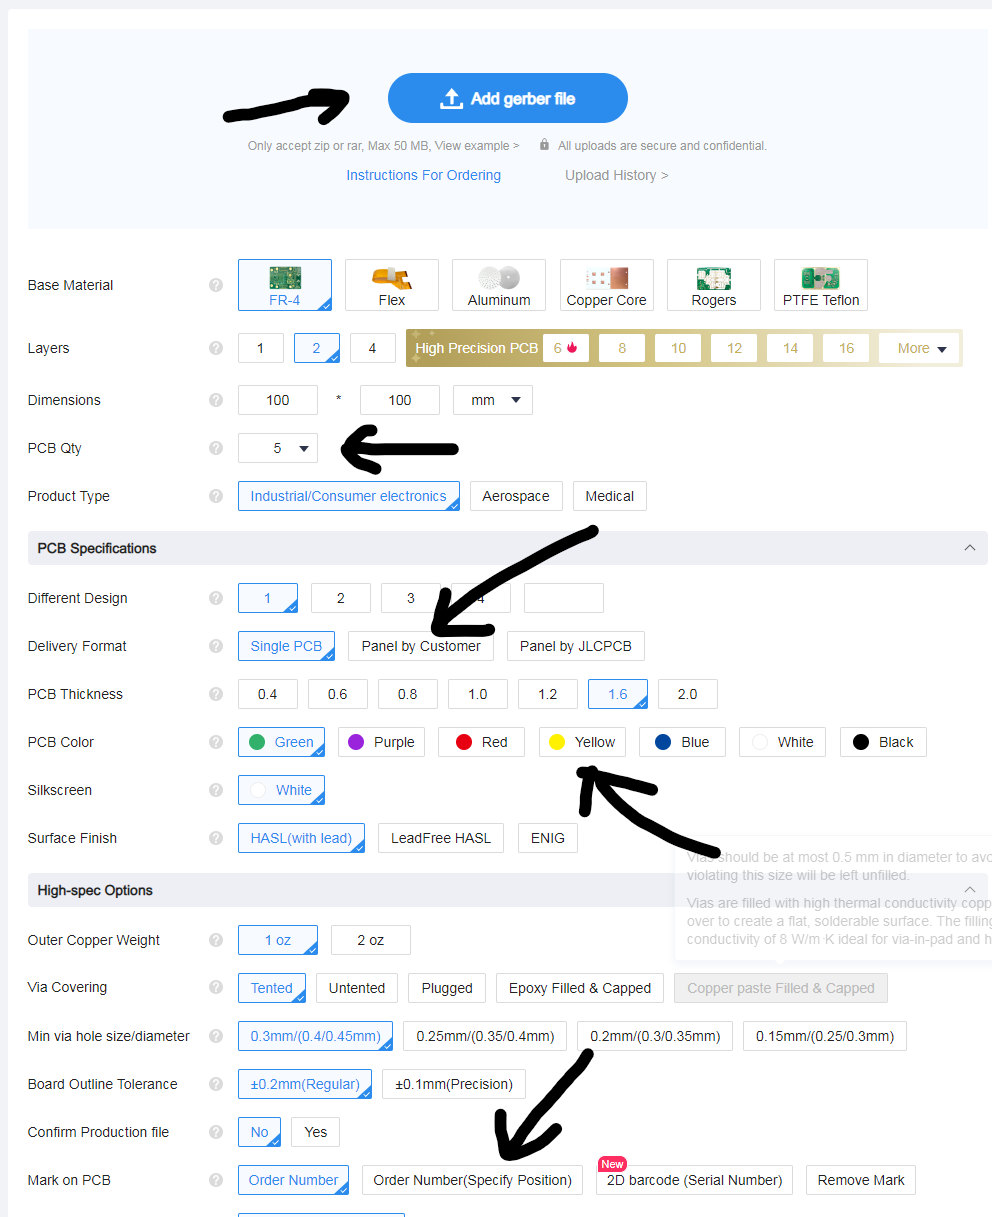 Add gerber file
Only accept zip or rar, Max 50 MB, View example > All uploads are secure and confidential.
Instructions For Ordering Upload History >
Base Material ? FR-4 Flex Aluminum Copper Core Rogers PTFE Teflon
Layers ? 1 2 4 High Precision PCB 6 8 10 12 14 16 More
Dimensions ? 100 * 100 mm
PCB Qty ? 5
Product Type ? Industrial/Consumer electronics Aerospace Medical
PCB Specifications
Different Design ? 1 2 3 4
Delivery Format ? Single PCB Panel by Customer Panel by JLCPCB
PCB Thickness ? 0.4 0.6 0.8 1.0 1.2 1.6 2.0
PCB Color ? Green Purple Red Yellow Blue White Black
Silkscreen ? White
Surface Finish ? HASL(with lead) LeadFree HASL ENIG
Vias should be at most 0.5 mm in diameter to avo
violating this size will be left unfilled.
High-spec Options
Vias are filled with high thermal conductivity copp
over to create a flat, solderable surface. The filling
conductivity of 8 W/m·K ideal for via-in-pad and h
Outer Copper Weight ? 1 oz 2 oz
Via Covering ? Tented Untented Plugged Epoxy Filled & Capped Copper paste Filled & Capped
Min via hole size/diameter ? 0.3mm/(0.4/0.45mm) 0.25mm/(0.35/0.4mm) 0.2mm/(0.3/0.35mm) 0.15mm/(0.25/0.3mm)
Board Outline Tolerance ? ±0.2mm(Regular) ±0.1mm(Precision)
Confirm Production file ? No Yes
New
Mark on PCB ? Order Number Order Number(Specify Position) 2D barcode (Serial Number) Remove Mark